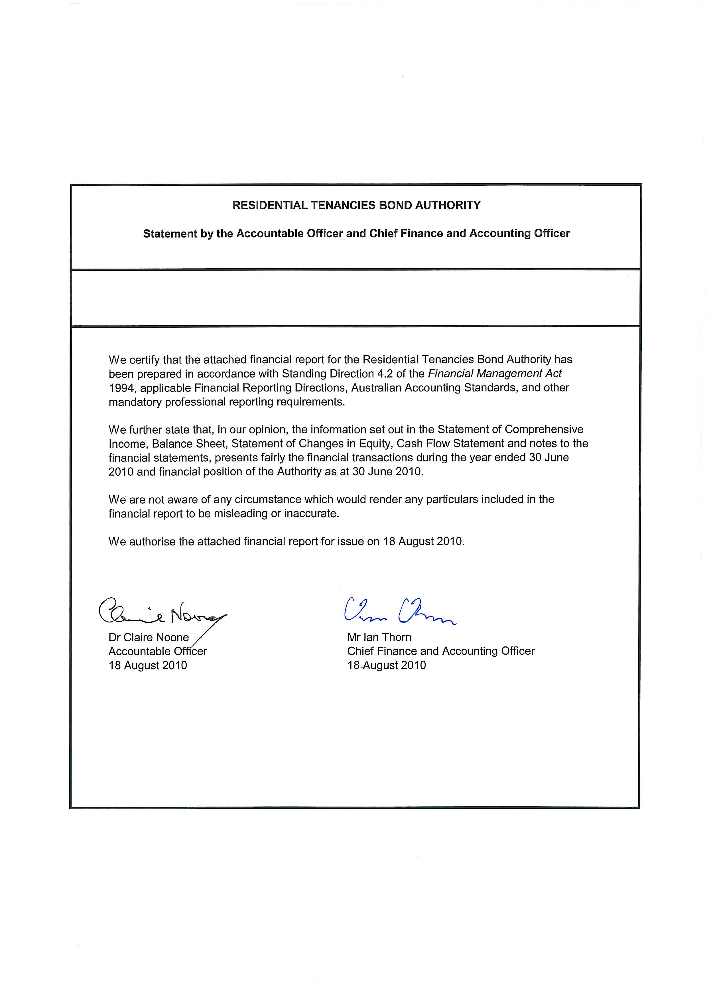 RESIDENTIAL TENANCIES BOND AUTHORITY
Statement by the Accountable Officer and Chief Finance and Accounting Officer
We certify that the attached financial report for the Residential Tenancies Bond Authority has
been prepared in accordance with Standing Direction 4.2 of the Financial Management Act
1994, applicable Financial Reporting Directions, Australian Accounting Standards, and other
mandatory professional reporting requirements.
We further state that, in our opinion, the information set out in the Statement of Comprehensive
Income, Balance Sheet, Statement of Changes in Equity, Cash Flow Statement and notes to the
financial statements, presents fairly the financial transactions during the year ended 30 June
2010 and financial position of the Authority as at 30 June 2010.
We are not aware of any circumstance which would render any particulars included in the
financial report to be misleading or inaccurate.
We authorise the attached financial report for issue on 18 August 2010.
Claire Noone
Dr Claire Noone
Accountable Officer
18 August 2010
Mr Ian Thorn
Chief Finance and Accounting Officer
18 August 2010